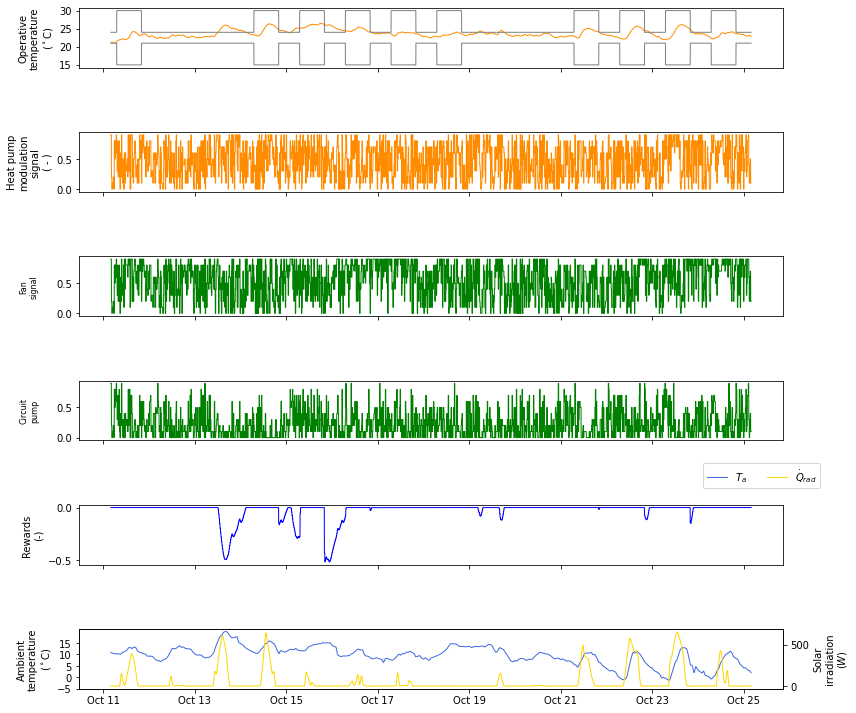 Operative
temperature
(°C)
30
25
20
15
Heat pump
modulation
signal
( - )
0.5
0.0
Fan
signal
0.5
0.0
Circuit
pump
0.5
0.0
T_a Q̇_rad
Rewards
(-)
0.0
−0.5
Ambient
temperature
(°C)
15
10
5
0
−5
500
0
Solar
irradiation
(W)
Oct 11 Oct 13 Oct 15 Oct 17 Oct 19 Oct 21 Oct 23 Oct 25